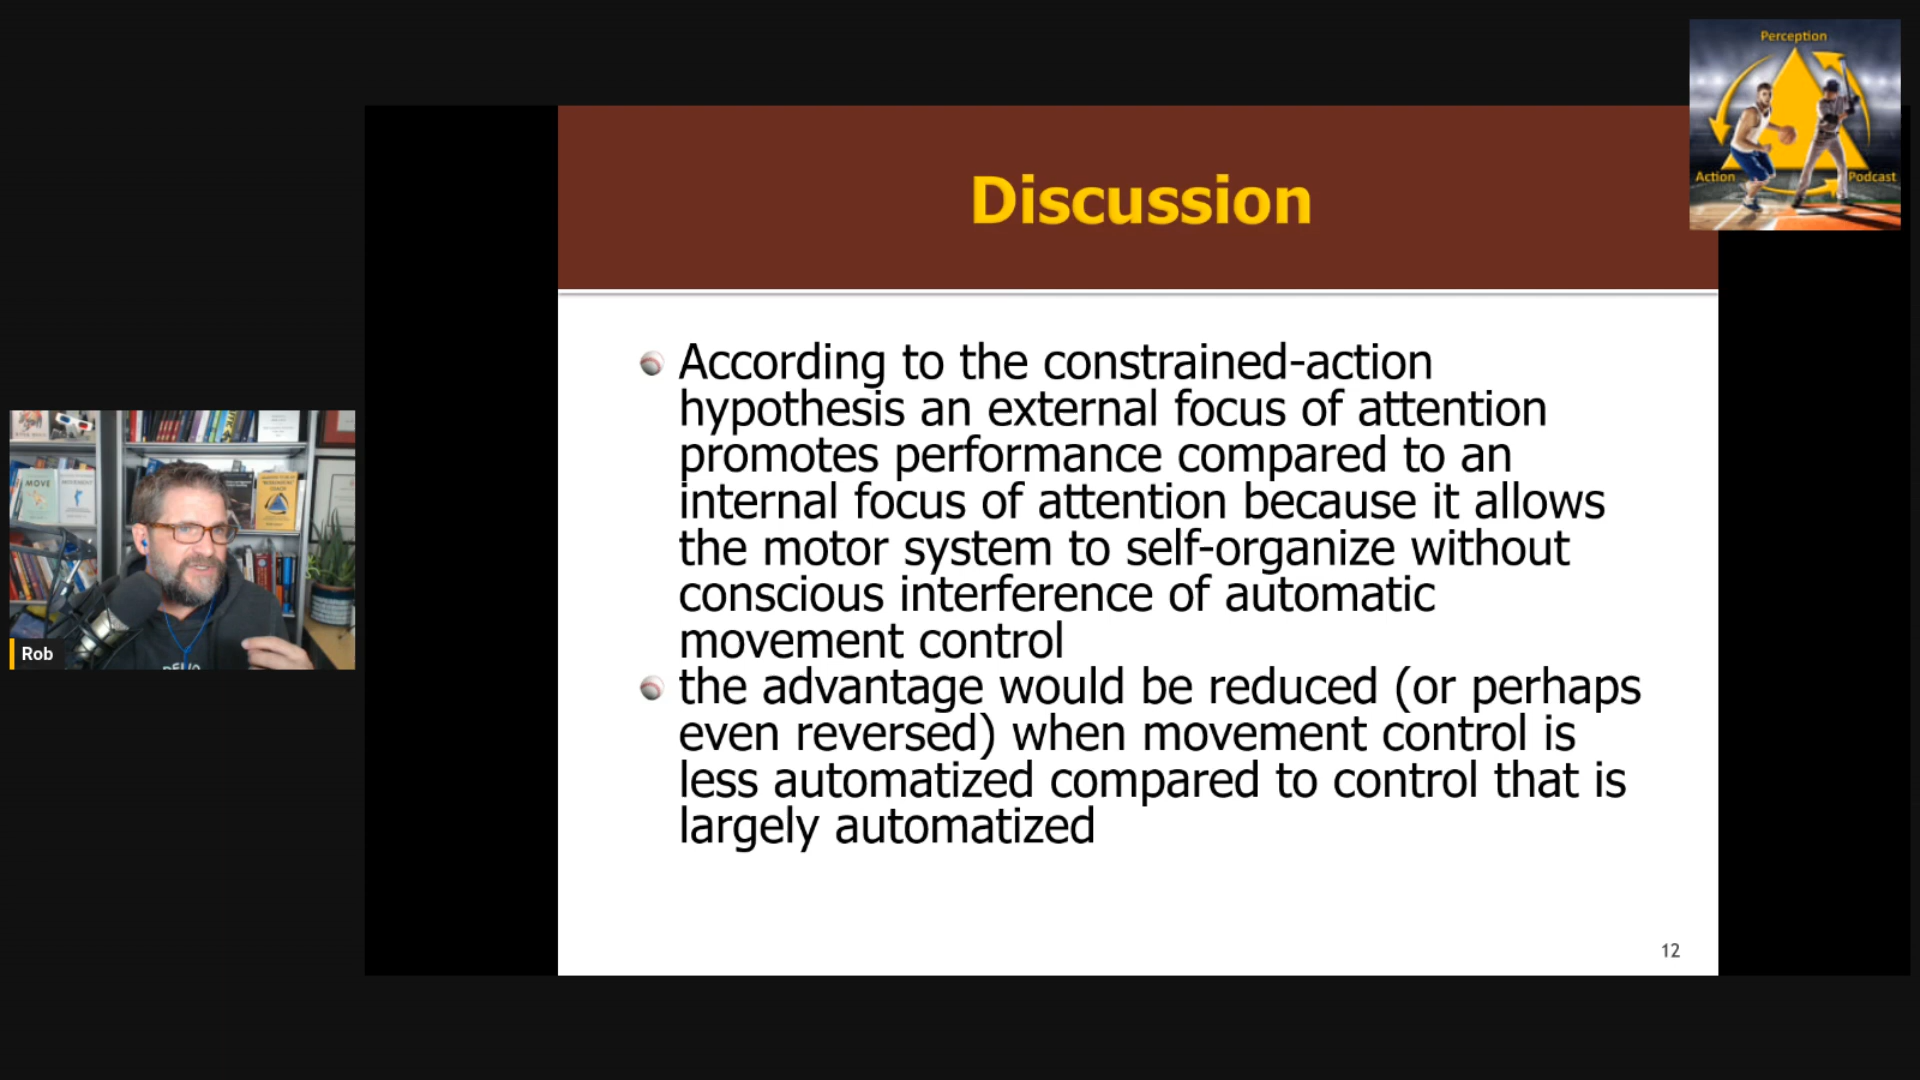 Perception
Action
Podcast
Discussion
According to the constrained-action
hypothesis an external focus of attention
promotes performance compared to an
internal focus of attention because it allows
the motor system to self-organize without
conscious interference of automatic
movement control
the advantage would be reduced (or perhaps
even reversed) when movement control is
less automatized compared to control that is
largely automatized
12
MOVE
Rob